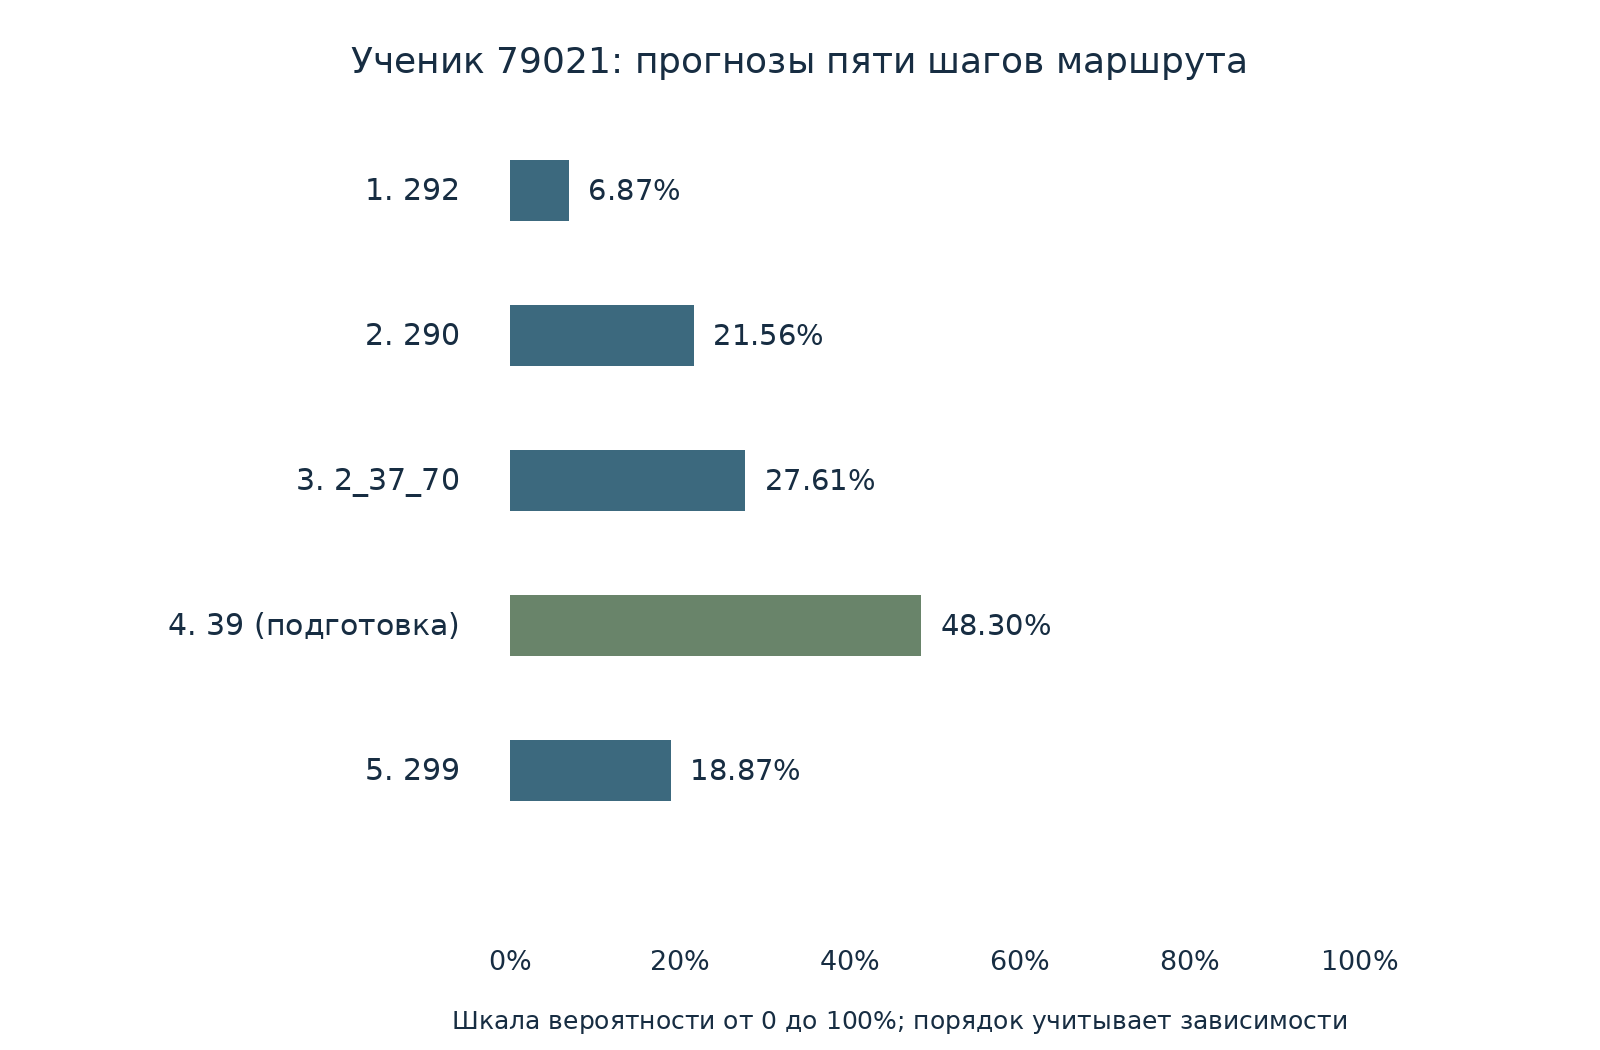 Ученик 79021: прогнозы пяти шагов маршрута
1. 292 6.87%
2. 290 21.56%
3. 2_37_70 27.61%
4. 39 (подготовка) 48.30%
5. 299 18.87%
0% 20% 40% 60% 80% 100%
Шкала вероятности от 0 до 100%; порядок учитывает зависимости